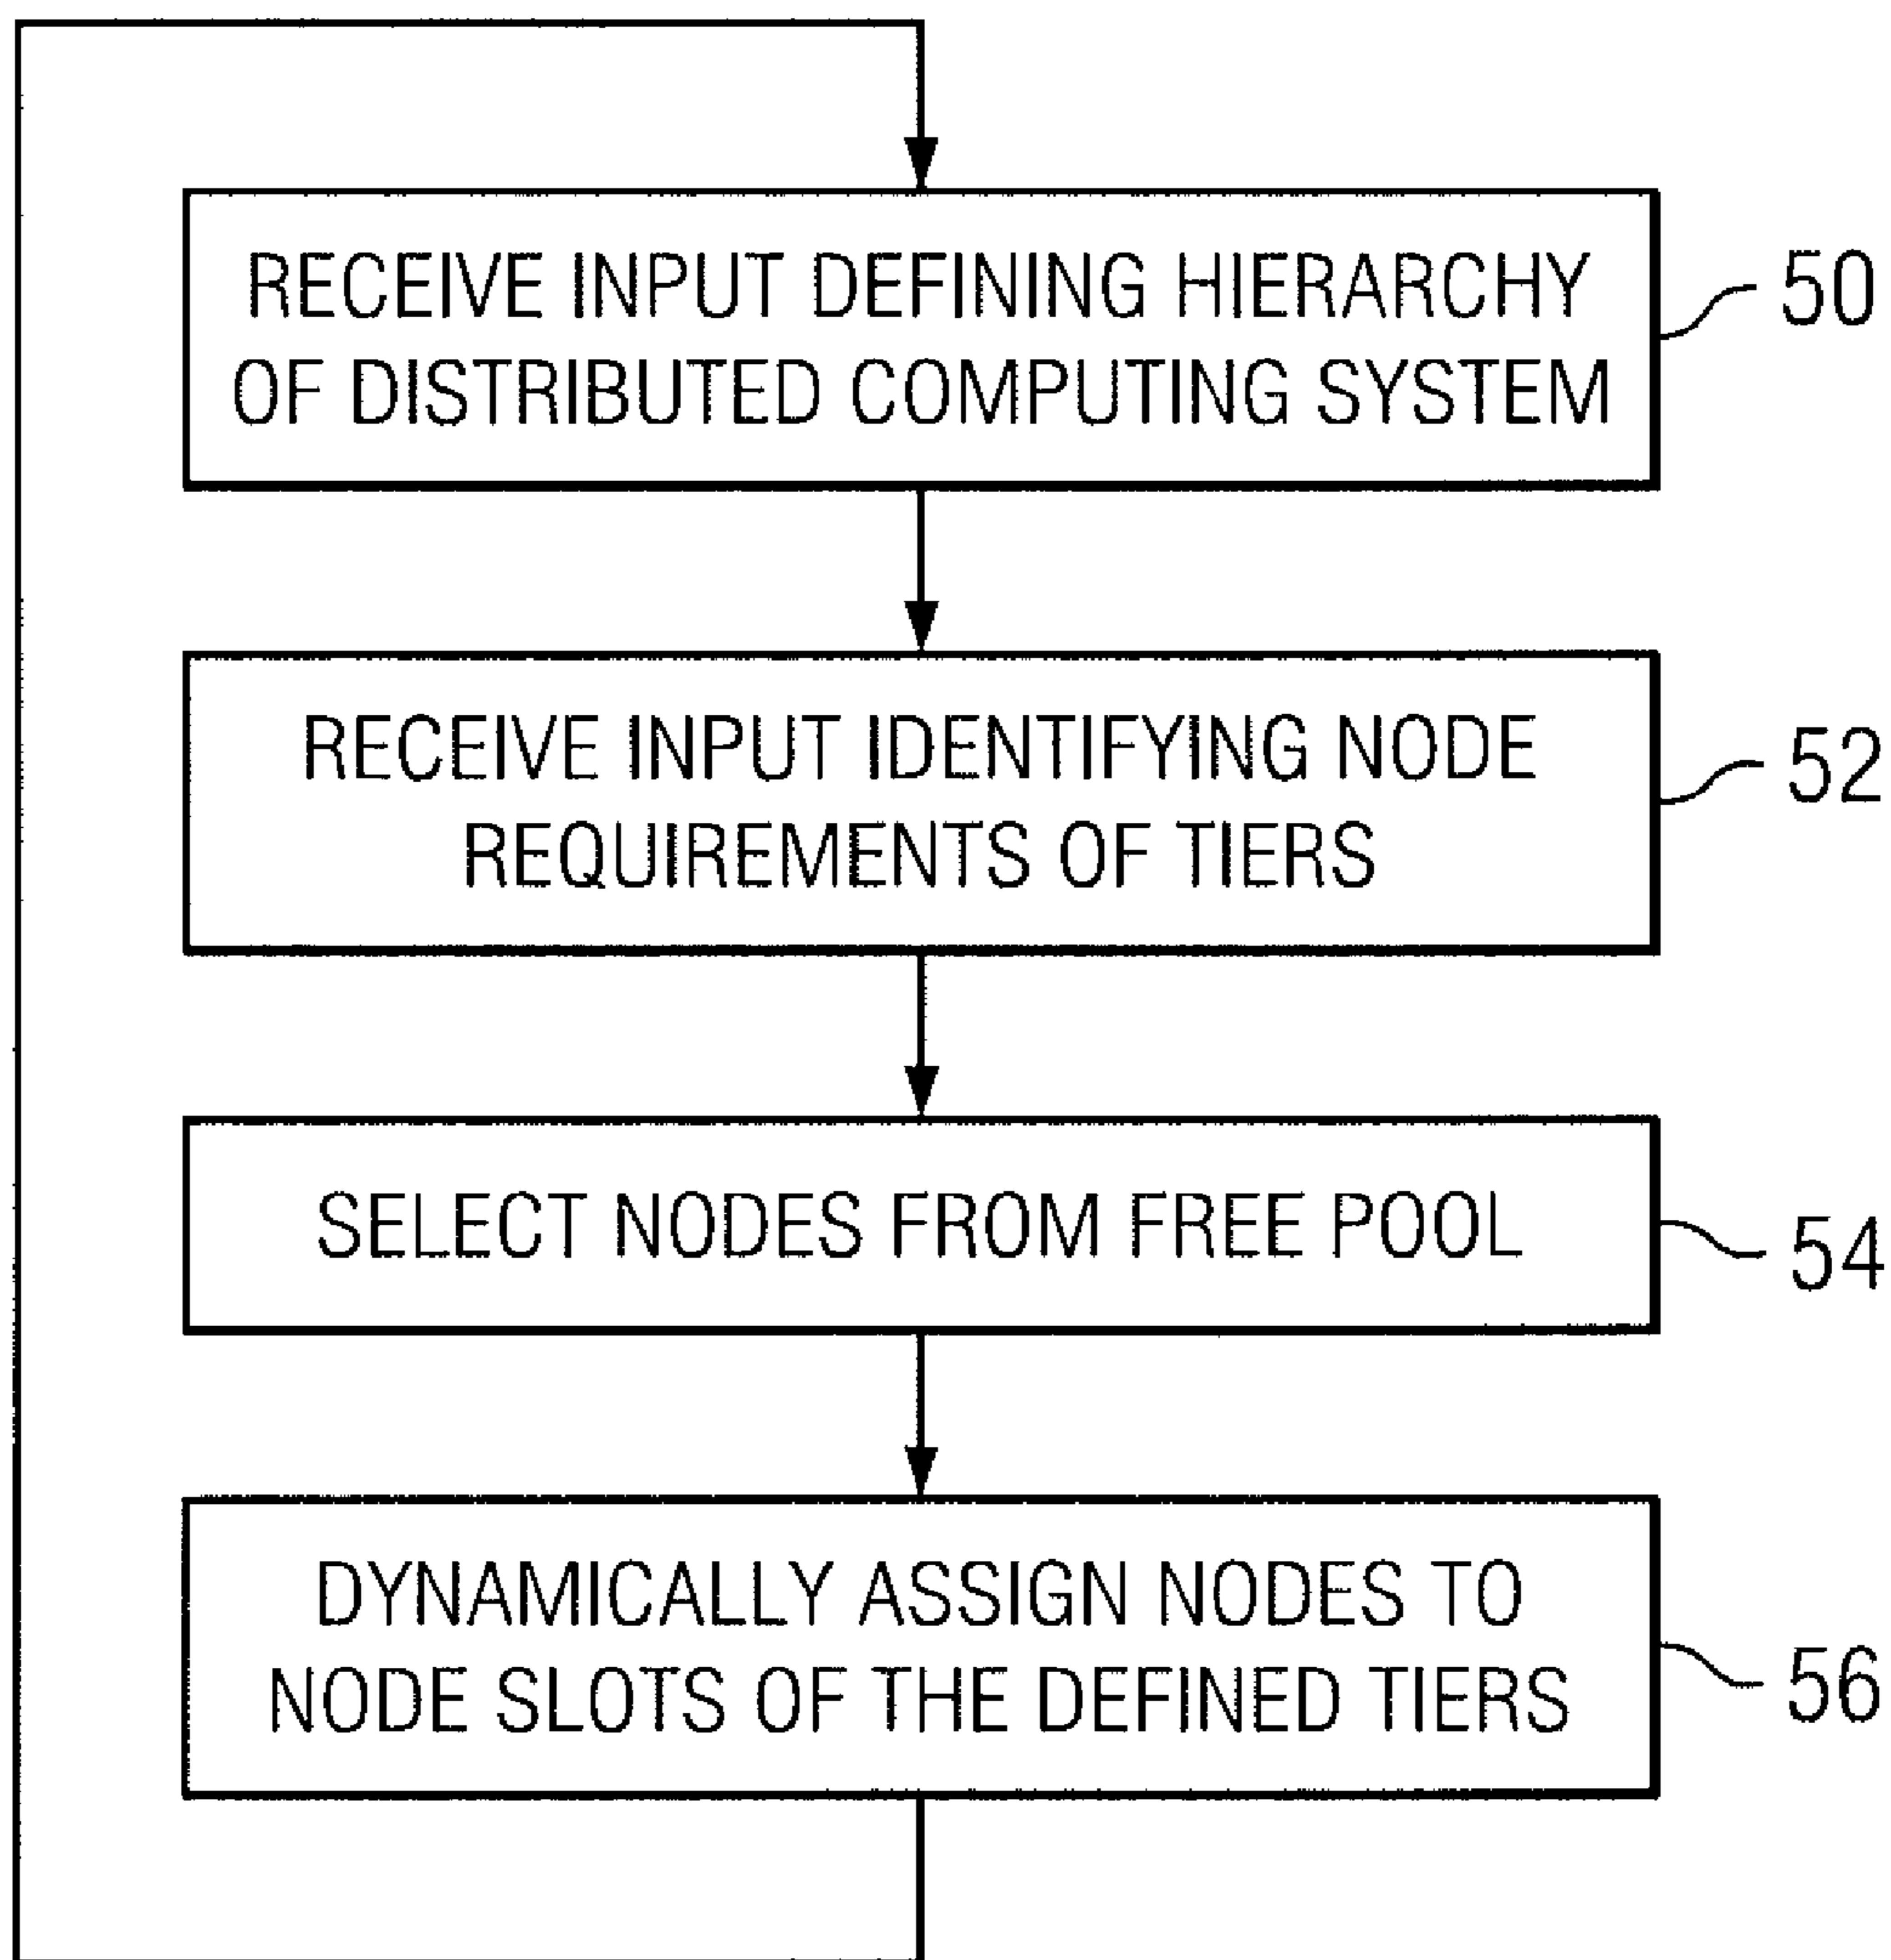 RECEIVE INPUT DEFINING HIERARCHY
OF DISTRIBUTED COMPUTING SYSTEM
50
RECEIVE INPUT IDENTIFYING NODE
REQUIREMENTS OF TIERS
52
SELECT NODES FROM FREE POOL
54
DYNAMICALLY ASSIGN NODES TO
NODE SLOTS OF THE DEFINED TIERS
56